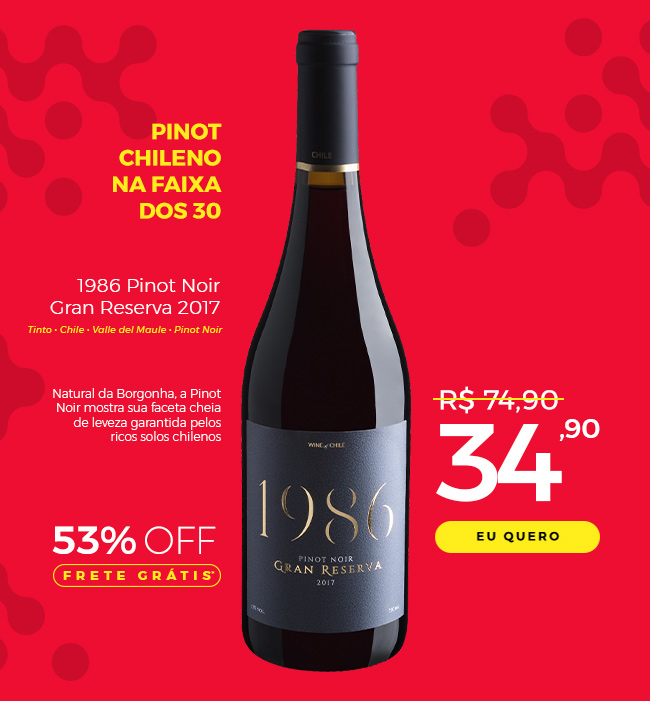 PINOT
CHILENO
NA FAIXA
DOS 30
1986 Pinot Noir
Gran Reserva 2017
Tinto • Chile • Valle del Maule • Pinot Noir
Natural da Borgonha, a Pinot
Noir mostra sua faceta cheia
de leveza garantida pelos
ricos solos chilenos
53% OFF
FRETE GRÁTIS*
CHILE
WINE of CHILE
1986
PINOT NOIR
GRAN RESERVA
2017
R$ 74,90
34,90
EU QUERO